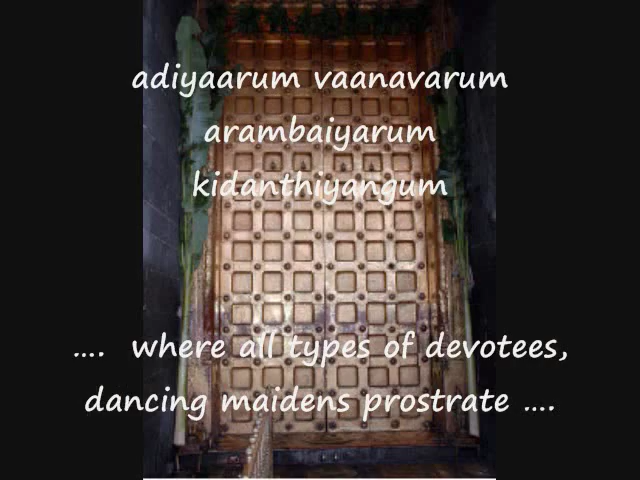 adiyaarum vaanavarum
arambaiyarum
kidanthiyangum
.... where all types of devotees,
dancing maidens prostrate ....